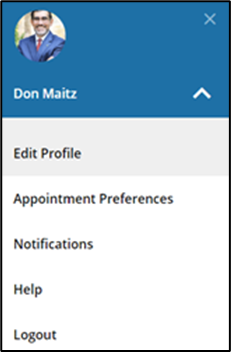 Don Maitz
Edit Profile
Appointment Preferences
Notifications
Help
Logout